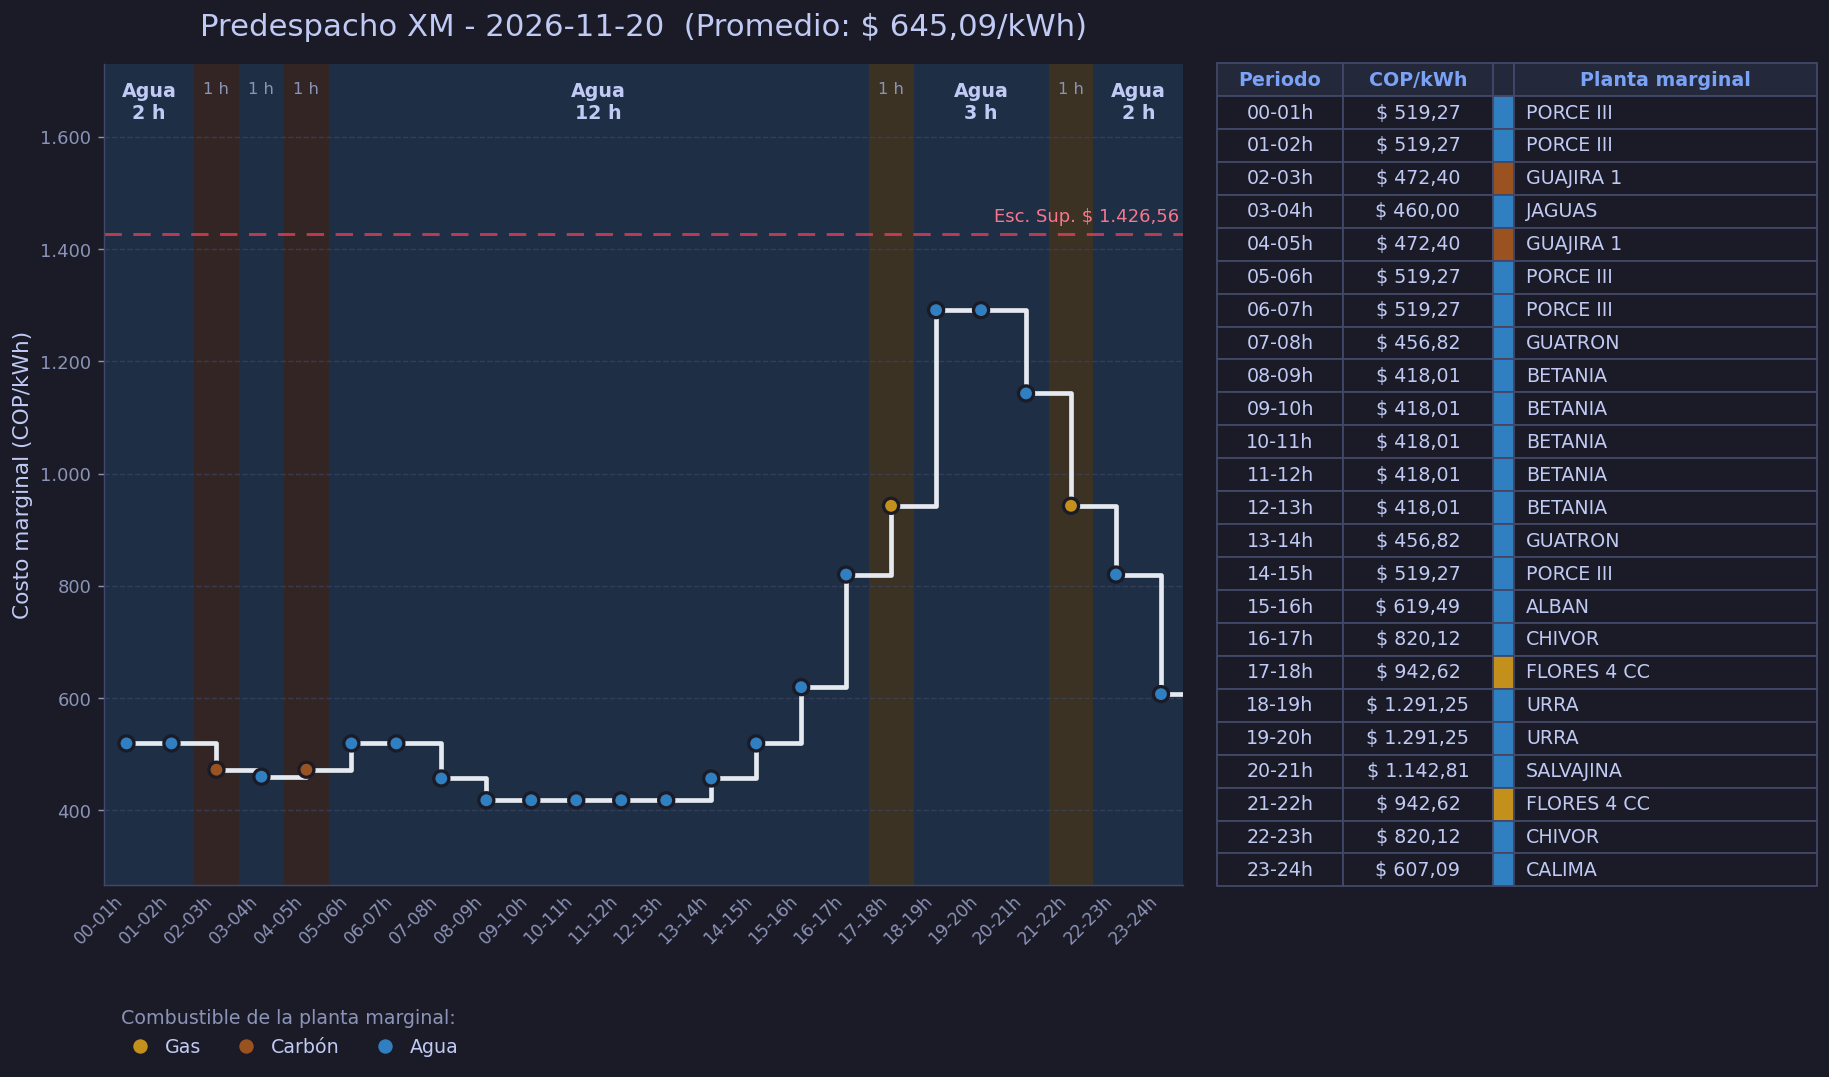 Predespacho XM - 2026-11-20  (Promedio: $ 645,09/kWh)
Agua
2 h
1 h
1 h
1 h
Agua
12 h
1 h
Agua
3 h
1 h
Agua
2 h
Esc. Sup. $ 1.426,56
Costo marginal (COP/kWh)
1.600
1.400
1.200
1.000
800
600
400
00-01h
01-02h
02-03h
03-04h
04-05h
05-06h
06-07h
07-08h
08-09h
09-10h
10-11h
11-12h
12-13h
13-14h
14-15h
15-16h
16-17h
17-18h
18-19h
19-20h
20-21h
21-22h
22-23h
23-24h
Combustible de la planta marginal:
Gas Carbón Agua
Periodo COP/kWh Planta marginal
00-01h $ 519,27 PORCE III
01-02h $ 519,27 PORCE III
02-03h $ 472,40 GUAJIRA 1
03-04h $ 460,00 JAGUAS
04-05h $ 472,40 GUAJIRA 1
05-06h $ 519,27 PORCE III
06-07h $ 519,27 PORCE III
07-08h $ 456,82 GUATRON
08-09h $ 418,01 BETANIA
09-10h $ 418,01 BETANIA
10-11h $ 418,01 BETANIA
11-12h $ 418,01 BETANIA
12-13h $ 418,01 BETANIA
13-14h $ 456,82 GUATRON
14-15h $ 519,27 PORCE III
15-16h $ 619,49 ALBAN
16-17h $ 820,12 CHIVOR
17-18h $ 942,62 FLORES 4 CC
18-19h $ 1.291,25 URRA
19-20h $ 1.291,25 URRA
20-21h $ 1.142,81 SALVAJINA
21-22h $ 942,62 FLORES 4 CC
22-23h $ 820,12 CHIVOR
23-24h $ 607,09 CALIMA